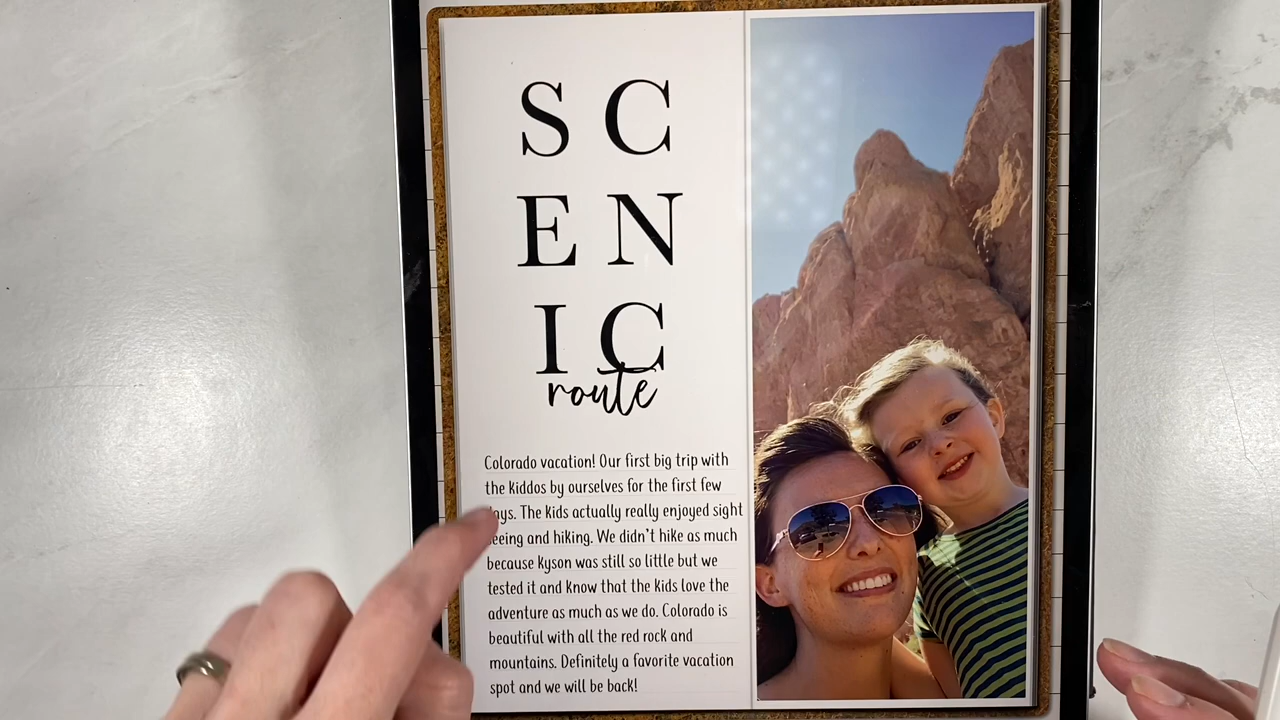 S C
E N
I C
route
Colorado vacation! Our first big trip with
the kiddos by ourselves for the first few
days. The kids actually really enjoyed sight
seeing and hiking. We didn't hike as much
because Kyson was still so little but we
tested it and know that the kids love the
adventure as much as we do. Colorado is
beautiful with all the red rock and
mountains. Definitely a favorite vacation
spot and we will be back!